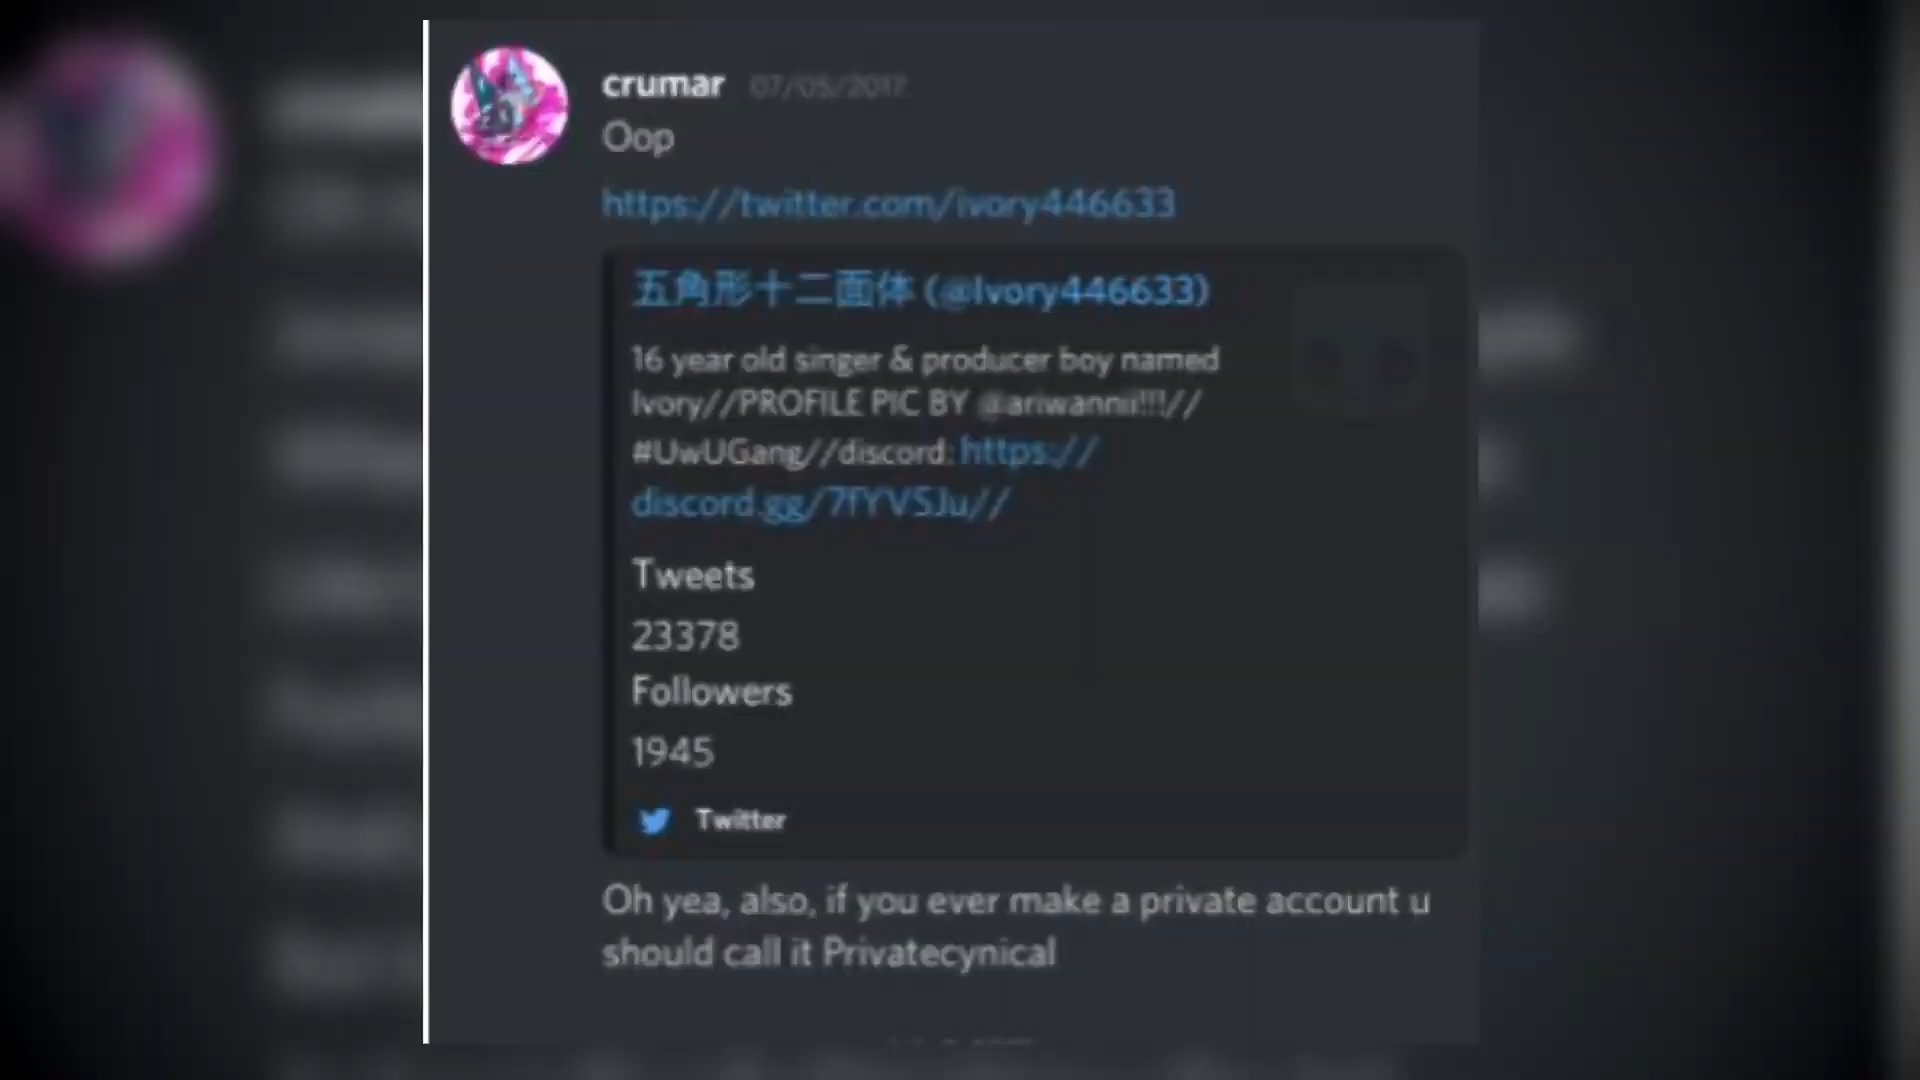 crumar 07/05/2017
Oop
https://twitter.com/ivory446633
五角形十二面体 (@Ivory446633)
16 year old singer & producer boy named
Ivory//PROFILE PIC BY @ariwannii!!!//
#UwUGang//discord: https://
discord.gg/7fYVSJu//
Tweets
23378
Followers
1945
Twitter
Oh yea, also, if you ever make a private account u
should call it Privatecynical